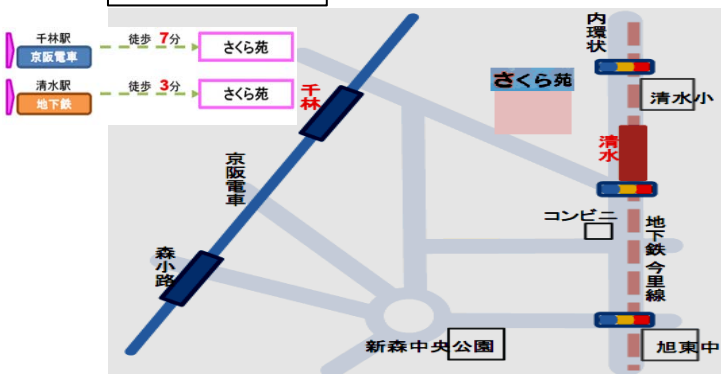 千林駅
京阪電車
徒歩 7分
さくら苑
清水駅
地下鉄
徒歩 3分
さくら苑
千林
京阪電車
森小路
さくら苑
内環状
清水小
清水
コンビニ
地下鉄 今里線
新森中央公園
旭東中